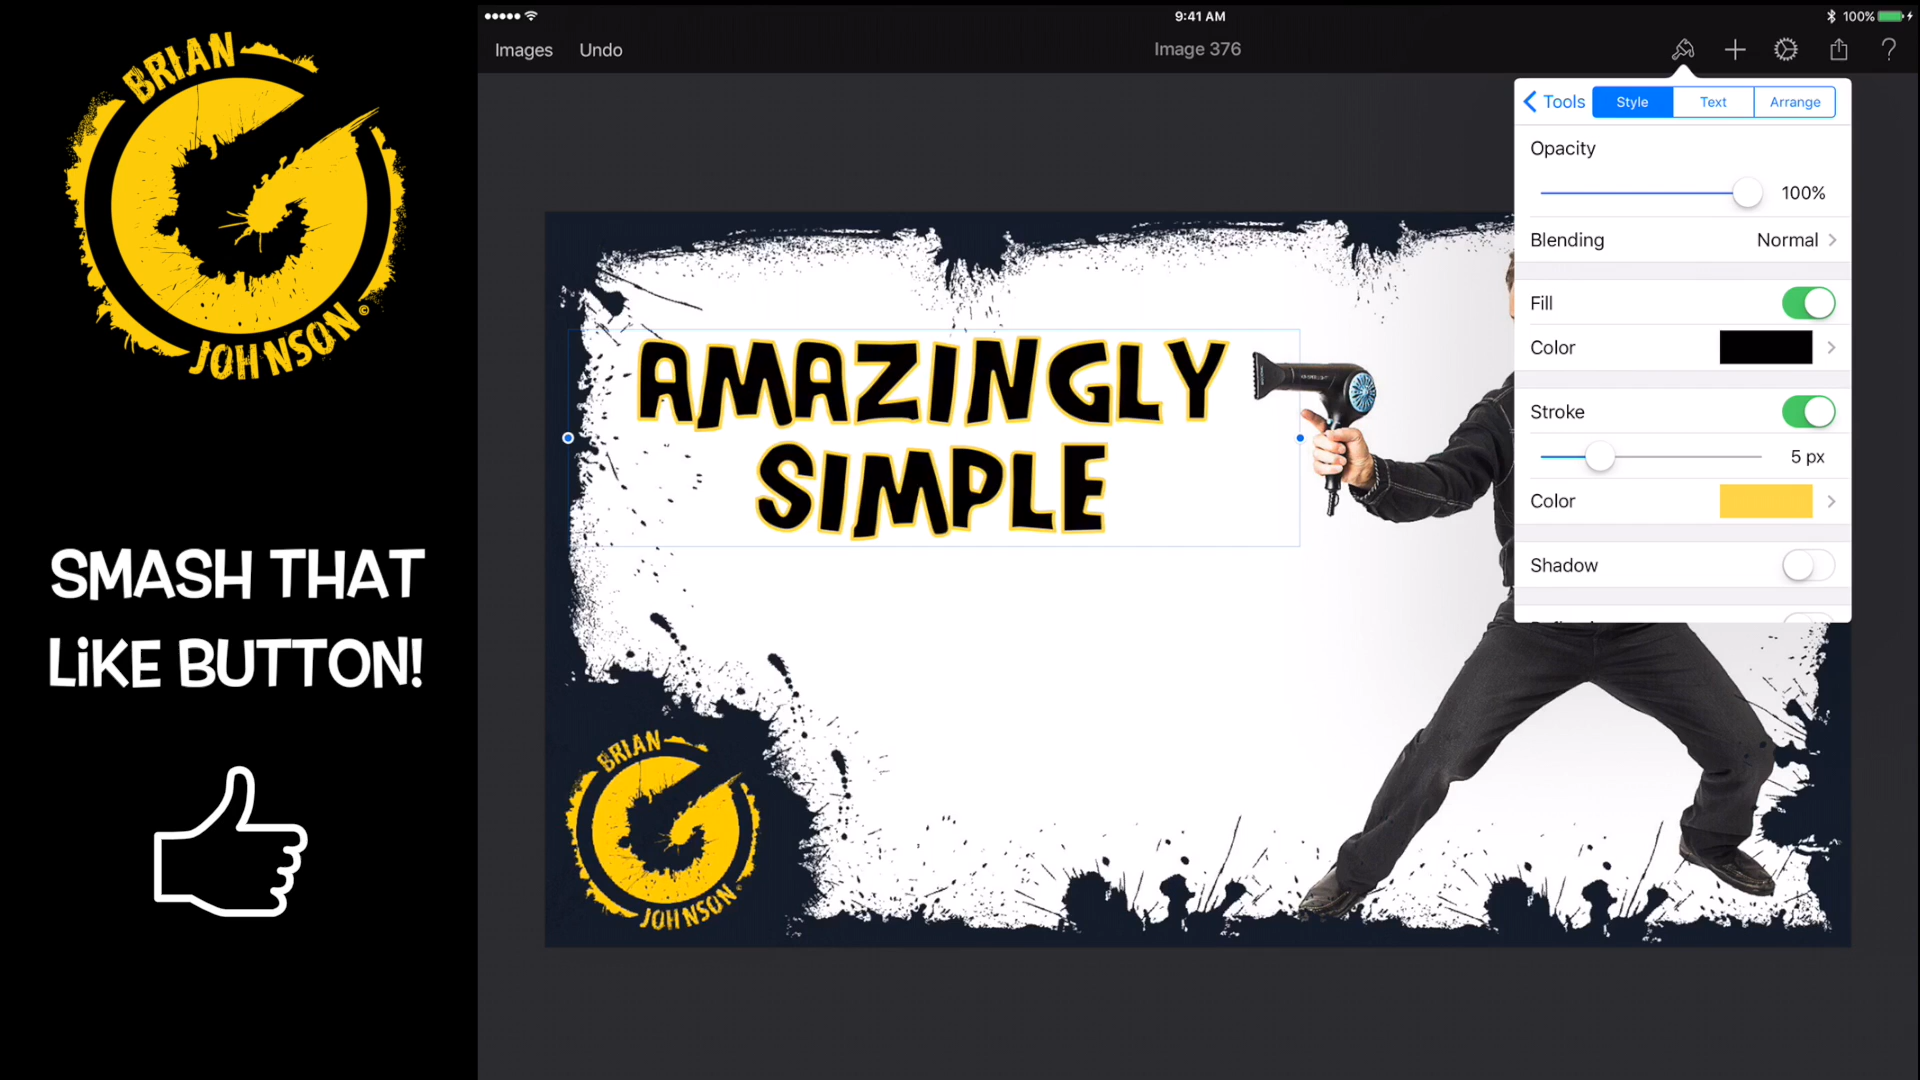 BRIAN
JOHNSON
©
SMASH THAT
LiKE BUTTON!
9:41 AM
100%
Images
Undo
Image 376
?
Tools
Style
Text
Arrange
Opacity
100%
Blending
Normal
Fill
Color
Stroke
5 px
Color
Shadow
AMAZINGLY
SIMPLE
BRIAN
JOHNSON